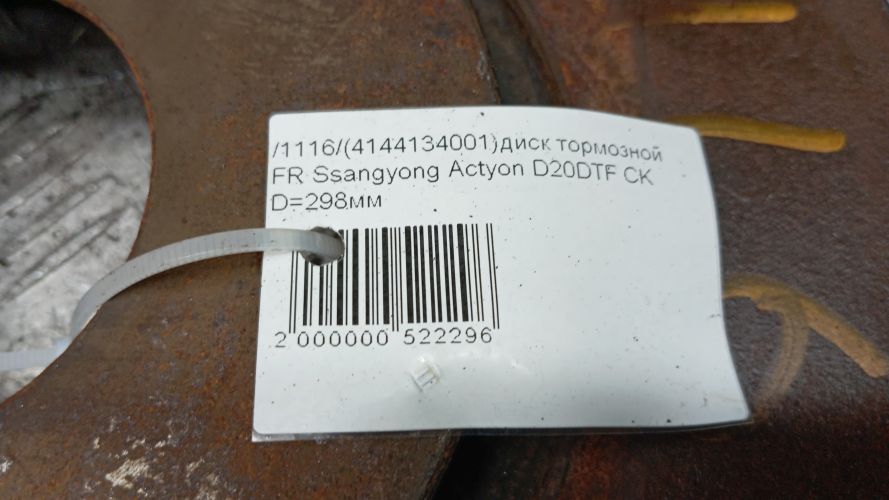 /1116/(4144134001)диск тормозной
FR Ssangyong Actyon D20DTF CK
D=298мм
2 000000 522296